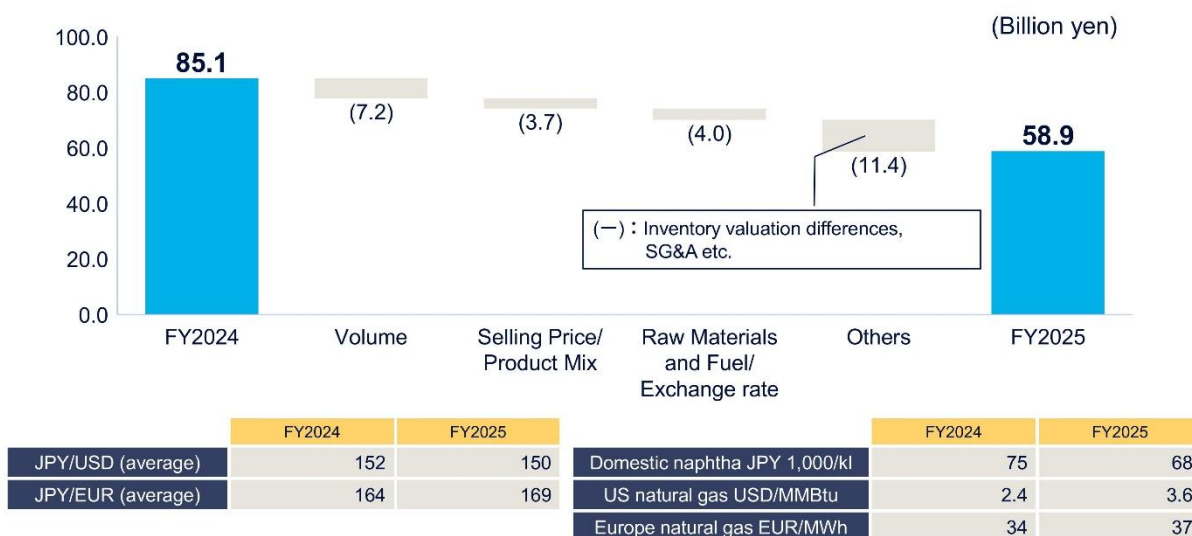 (Billion yen)
100.0
80.0
60.0
40.0
20.0
0.0
85.1
(7.2)
(3.7)
(4.0)
(11.4)
58.9
(－)：Inventory valuation differences,
SG&A etc.
FY2024
Volume
Selling Price/
Product Mix
Raw Materials
and Fuel/
Exchange rate
Others
FY2025
FY2024 FY2025
JPY/USD (average) 152 150
JPY/EUR (average) 164 169
FY2024 FY2025
Domestic naphtha JPY 1,000/kl 75 68
US natural gas USD/MMBtu 2.4 3.6
Europe natural gas EUR/MWh 34 37